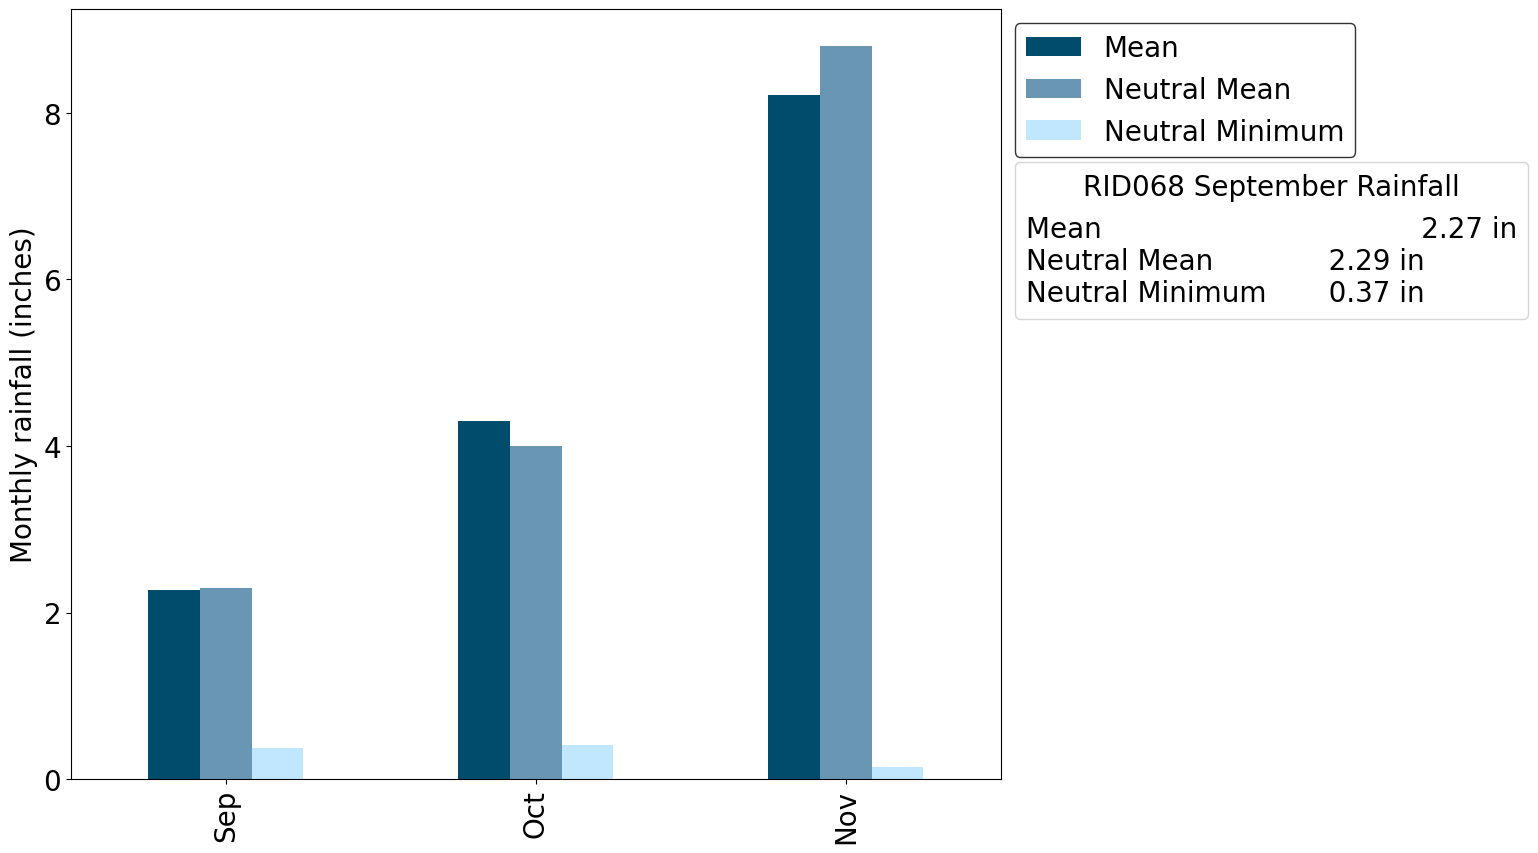 Monthly rainfall (inches)
8
6
4
2
0
Sep
Oct
Nov
Mean
Neutral Mean
Neutral Minimum
RID068 September Rainfall
Mean 2.27 in
Neutral Mean 2.29 in
Neutral Minimum 0.37 in